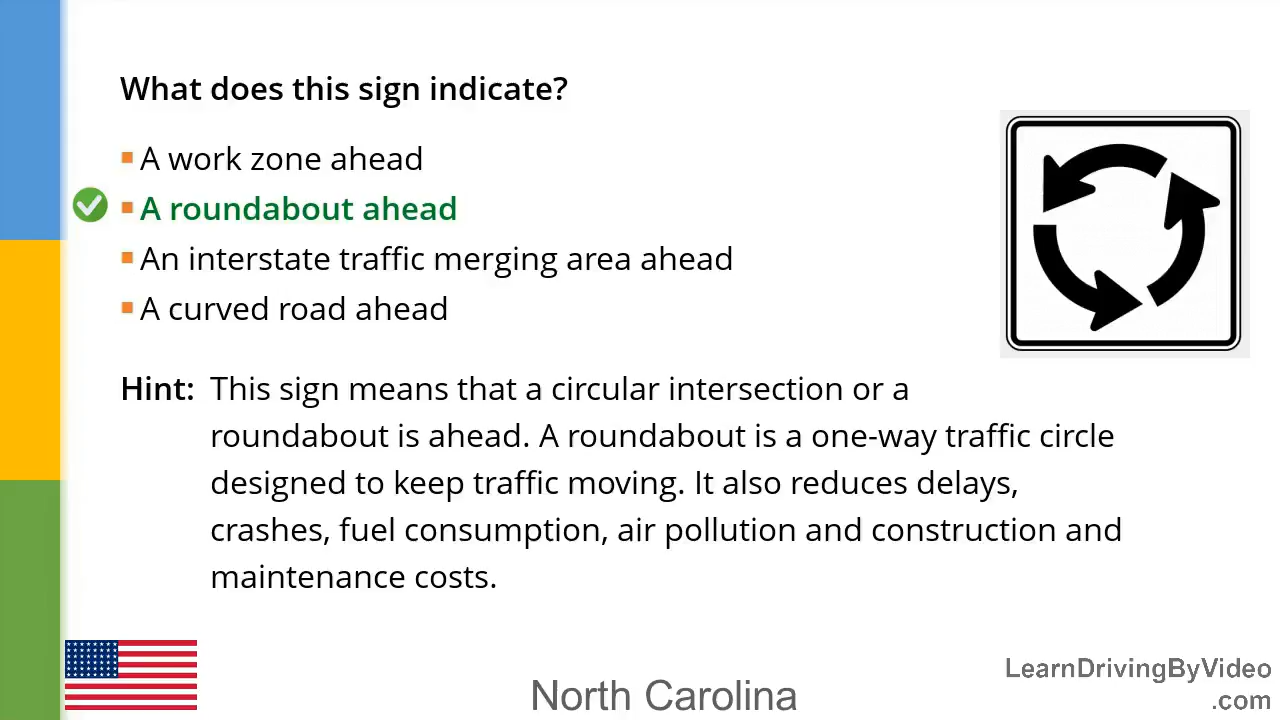 What does this sign indicate?
A work zone ahead
A roundabout ahead
An interstate traffic merging area ahead
A curved road ahead
Hint: This sign means that a circular intersection or a
roundabout is ahead. A roundabout is a one-way traffic circle
designed to keep traffic moving. It also reduces delays,
crashes, fuel consumption, air pollution and construction and
maintenance costs.
North Carolina
LearnDrivingByVideo
.com